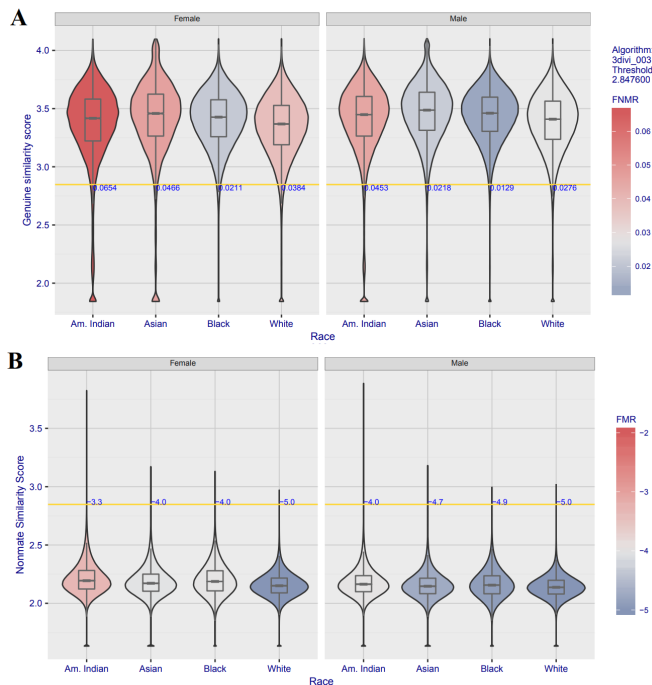 A
Female
Male
4.0
3.5
3.0
2.5
2.0
Genuine similarity score
0.0654
0.0466
0.0211
0.0384
0.0453
0.0218
0.0129
0.0276
Am. Indian
Asian
Black
White
Am. Indian
Asian
Black
White
Race
Algorithm
3divi_003
Threshold
2.847600
FNMR
0.06
0.05
0.04
0.03
0.02
B
Female
Male
3.5
3.0
2.5
2.0
Nonmate Similarity Score
−3.3
−4.0
−4.0
−5.0
−4.0
−4.7
−4.9
−5.0
Am. Indian
Asian
Black
White
Am. Indian
Asian
Black
White
Race
FMR
−2
−3
−4
−5